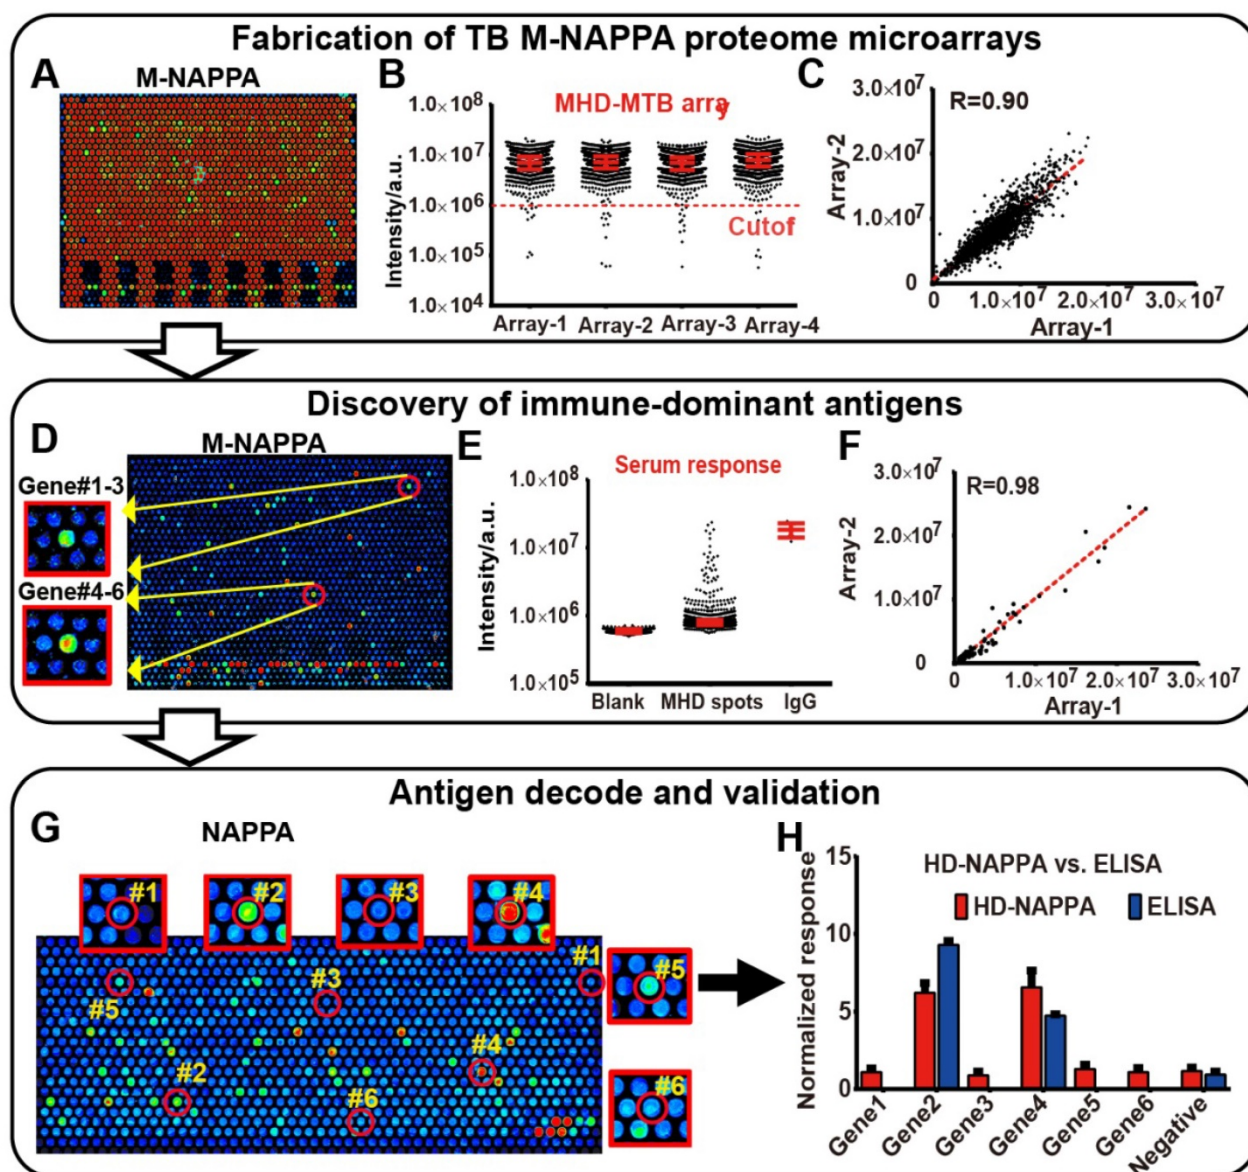 Fabrication of TB M-NAPPA proteome microarrays
A
M-NAPPA
B
MHD-MTB array
Intensity/a.u.
1.0×10⁸
1.0×10⁷
1.0×10⁶
1.0×10⁵
1.0×10⁴
Cutof
Array-1 Array-2 Array-3 Array-4
C
R=0.90
Array-2
3.0×10⁷
2.0×10⁷
1.0×10⁷
0
0 1.0×10⁷ 2.0×10⁷ 3.0×10⁷
Array-1
Discovery of immune-dominant antigens
D
M-NAPPA
Gene#1-3
Gene#4-6
E
Serum response
Intensity/a.u.
1.0×10⁸
1.0×10⁷
1.0×10⁶
1.0×10⁵
Blank MHD spots IgG
F
R=0.98
Array-2
3.0×10⁷
2.0×10⁷
1.0×10⁷
0
0 1.0×10⁷ 2.0×10⁷ 3.0×10⁷
Array-1
Antigen decode and validation
G
NAPPA
#1 #2 #3 #4
#1
#5
#3
#5
#4
#2
#6
#6
H
HD-NAPPA vs. ELISA
HD-NAPPA ELISA
Normalized response
15
10
5
0
Gene1 Gene2 Gene3 Gene4 Gene5 Gene6 Negative